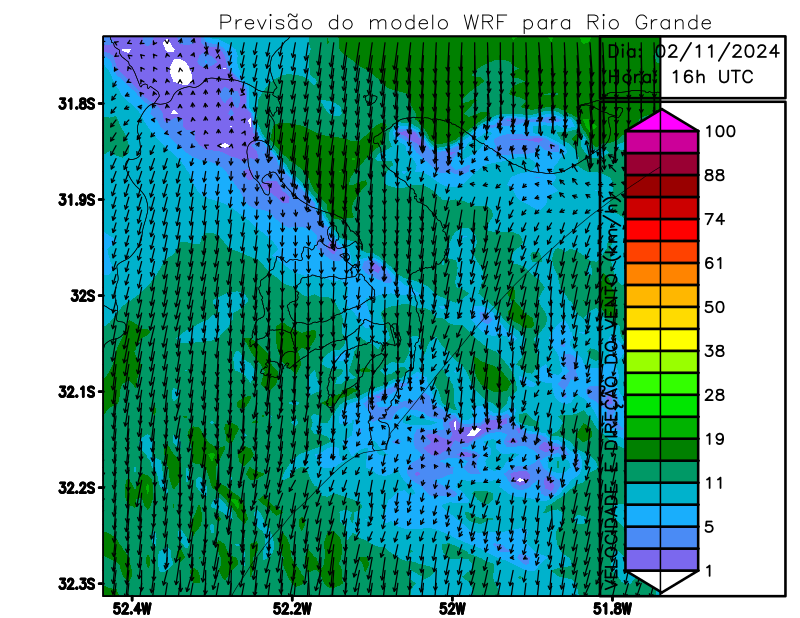 Previsão do modelo WRF para Rio Grande
Dia: 02/11/2024
Hora: 16h UTC
31.8S
31.9S
32S
32.1S
32.2S
32.3S
52.4W
52.2W
52W
51.8W
VELOCIDADE E DIREÇÃO DO VENTO (km/h)
100
88
74
61
50
38
28
19
11
5
1